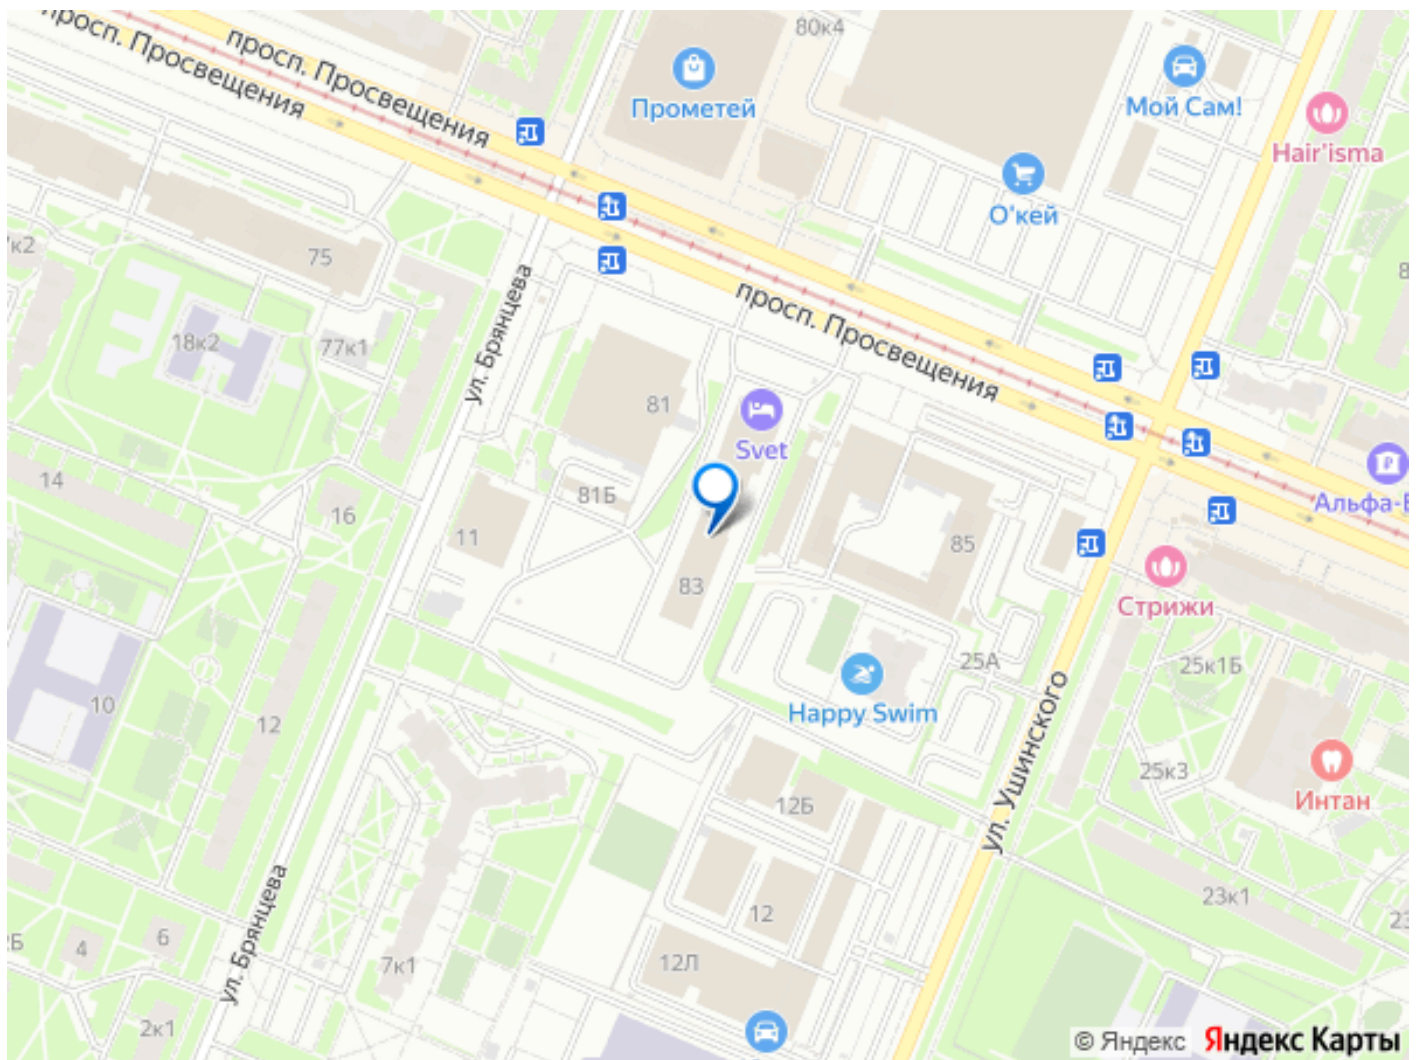 80к4
просп. Просвещения
просп. Просвещения
Прометей
Мой Сам!
Hair'isma
О'кей
75
18к2
77к1
ул. Брянцева
просп. Просвещения
81
Svet
14
81Б
16
11
Альфа-Б
85
83
Стрижи
25А
25к1Б
10
12
Happy Swim
ул. Ушинского
25к3
12Б
Интан
ул. Брянцева
23к1
12
23
4
6
7к1
12Л
2к1
© Яндекс Яндекс Карты